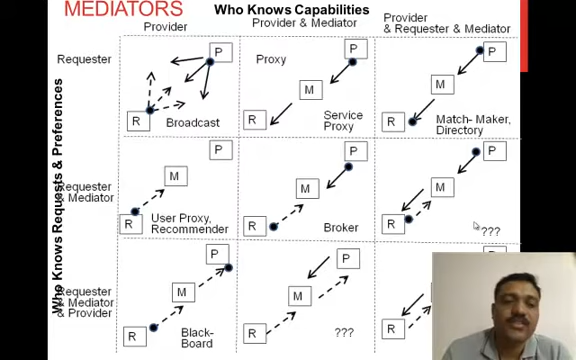 MEDIATORS
Who Knows Capabilities
Provider
Provider & Mediator
Provider
& Requester & Mediator
Who Knows Requests & Preferences
Requester
P
R
Broadcast
Proxy
P
M
R
Service
Proxy
P
M
R
Match- Maker,
Directory
Requester
& Mediator
P
M
R
User Proxy,
Recommender
P
M
R
Broker
P
M
R
???
Requester
& Mediator
& Provider
P
M
R
Black-
Board
P
M
R
???
R